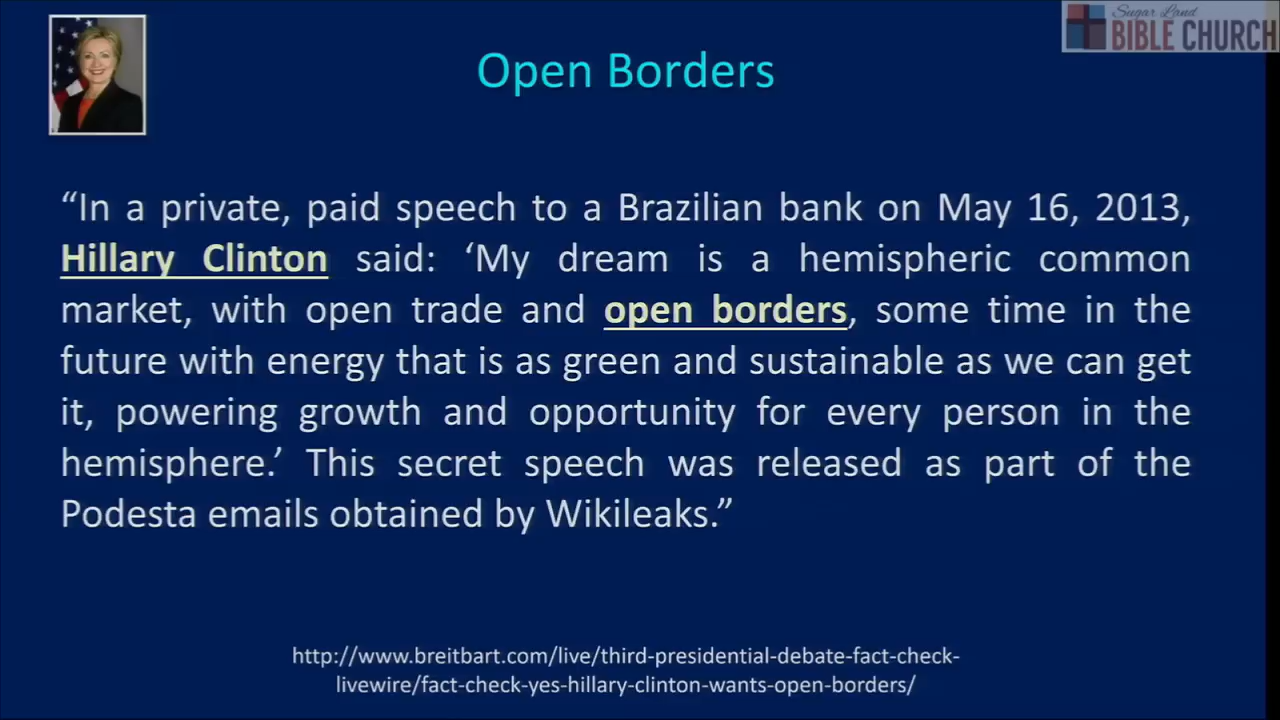 Sugar Land
BIBLE CHURCH
Open Borders
“In a private, paid speech to a Brazilian bank on May 16, 2013,
Hillary Clinton said: ‘My dream is a hemispheric common
market, with open trade and open borders, some time in the
future with energy that is as green and sustainable as we can get
it, powering growth and opportunity for every person in the
hemisphere.’ This secret speech was released as part of the
Podesta emails obtained by Wikileaks.”
http://www.breitbart.com/live/third-presidential-debate-fact-check-
livewire/fact-check-yes-hillary-clinton-wants-open-borders/